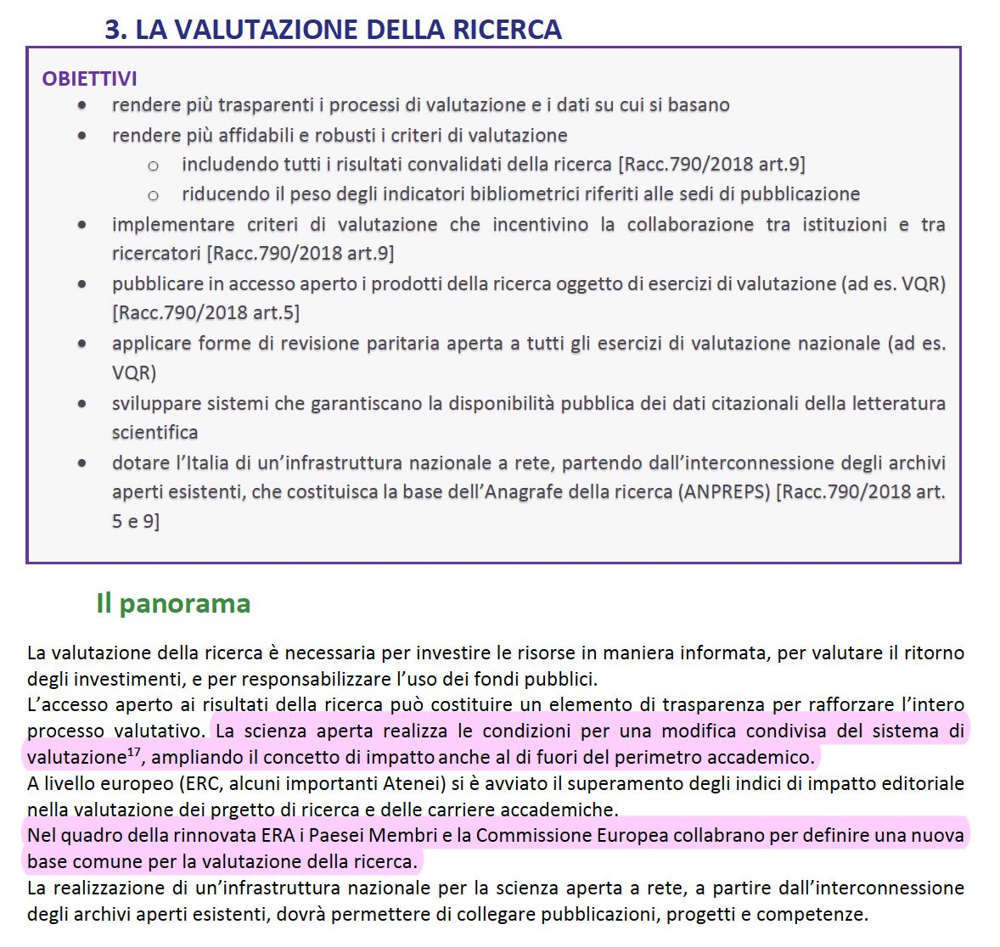 3. LA VALUTAZIONE DELLA RICERCA
OBIETTIVI
• rendere più trasparenti i processi di valutazione e i dati su cui si basano
• rendere più affidabili e robusti i criteri di valutazione
o includendo tutti i risultati convalidati della ricerca [Racc.790/2018 art.9]
o riducendo il peso degli indicatori bibliometrici riferiti alle sedi di pubblicazione
• implementare criteri di valutazione che incentivino la collaborazione tra istituzioni e tra
ricercatori [Racc.790/2018 art.9]
• pubblicare in accesso aperto i prodotti della ricerca oggetto di esercizi di valutazione (ad es. VQR)
[Racc.790/2018 art.5]
• applicare forme di revisione paritaria aperta a tutti gli esercizi di valutazione nazionale (ad es.
VQR)
• sviluppare sistemi che garantiscano la disponibilità pubblica dei dati citazionali della letteratura
scientifica
• dotare l’Italia di un’infrastruttura nazionale a rete, partendo dall’interconnessione degli archivi
aperti esistenti, che costituisca la base dell’Anagrafe della ricerca (ANPREPS) [Racc.790/2018 art.
5 e 9]
Il panorama
La valutazione della ricerca è necessaria per investire le risorse in maniera informata, per valutare il ritorno
degli investimenti, e per responsabilizzare l’uso dei fondi pubblici.
L’accesso aperto ai risultati della ricerca può costituire un elemento di trasparenza per rafforzare l’intero
processo valutativo. La scienza aperta realizza le condizioni per una modifica condivisa del sistema di
valutazione17, ampliando il concetto di impatto anche al di fuori del perimetro accademico.
A livello europeo (ERC, alcuni importanti Atenei) si è avviato il superamento degli indici di impatto editoriale
nella valutazione dei prgetto di ricerca e delle carriere accademiche.
Nel quadro della rinnovata ERA i Paesei Membri e la Commissione Europea collabrano per definire una nuova
base comune per la valutazione della ricerca.
La realizzazione di un’infrastruttura nazionale per la scienza aperta a rete, a partire dall’interconnessione
degli archivi aperti esistenti, dovrà permettere di collegare pubblicazioni, progetti e competenze.